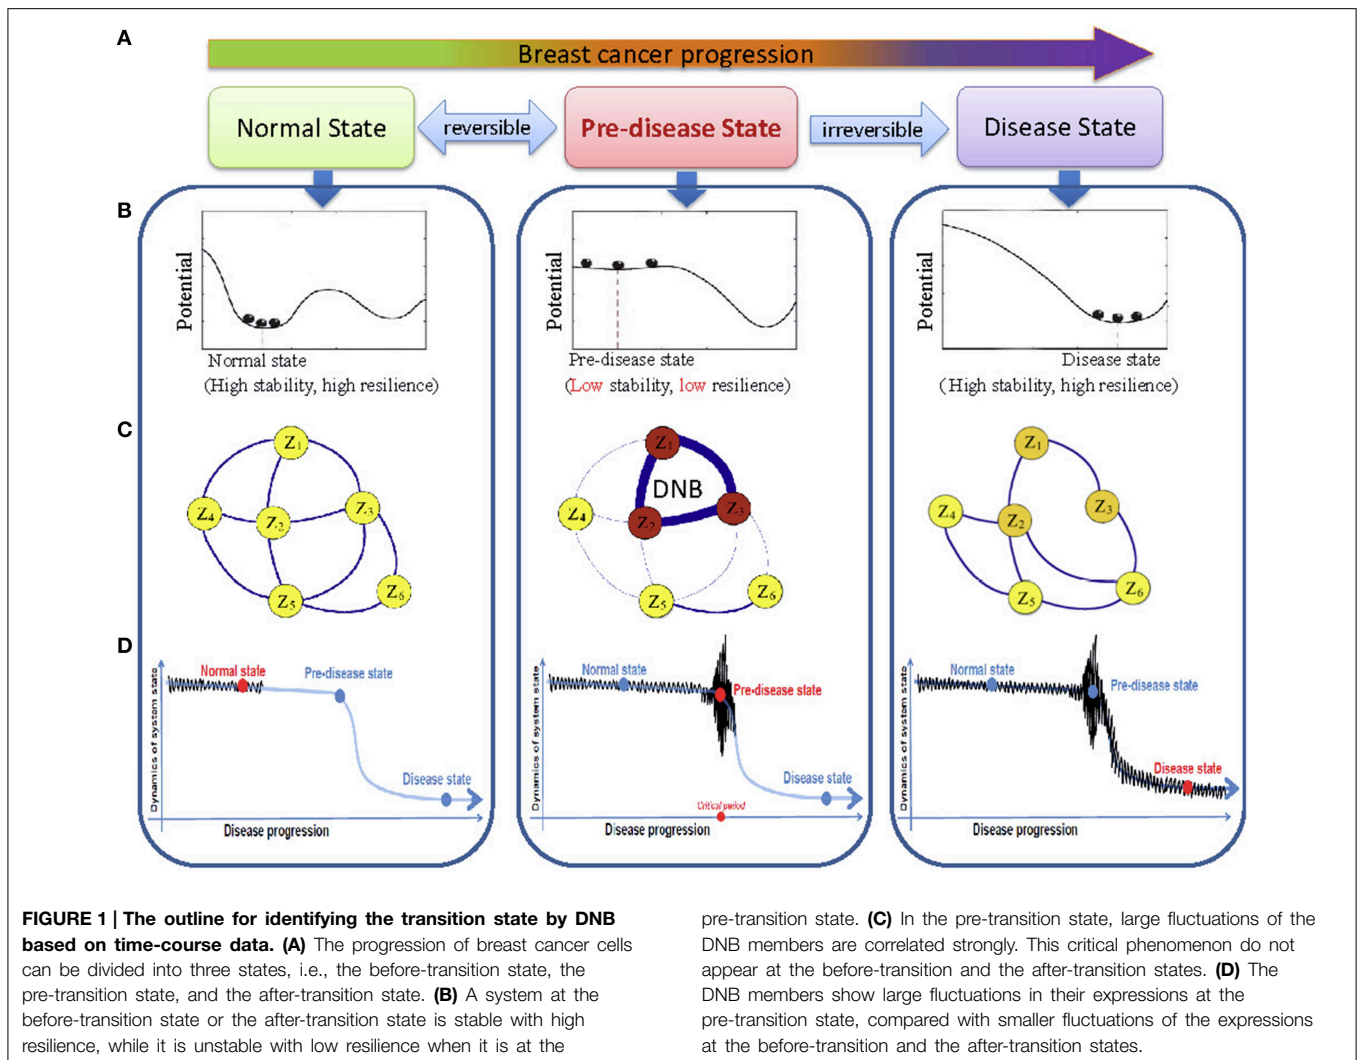 A
Breast cancer progression
Normal State
reversible
Pre-disease State
irreversible
Disease State
B
Potential
Normal state
(High stability, high resilience)
Potential
Pre-disease state
(Low stability, low resilience)
Potential
Disease state
(High stability, high resilience)
C
Z1
Z4
Z2
Z3
Z5
Z6
Z1
DNB
Z4
Z2
Z3
Z5
Z6
Z1
Z4
Z2
Z3
Z5
Z6
D
Dynamics of system state
Normal state
Pre-disease state
Disease state
Disease progression
Dynamics of system state
Normal state
Pre-disease state
Disease state
Critical period
Disease progression
Dynamics of system state
Normal state
Pre-disease state
Disease state
Disease progression
FIGURE 1 | The outline for identifying the transition state by DNB
based on time-course data. (A) The progression of breast cancer cells
can be divided into three states, i.e., the before-transition state, the
pre-transition state, and the after-transition state. (B) A system at the
before-transition state or the after-transition state is stable with high
resilience, while it is unstable with low resilience when it is at the
pre-transition state. (C) In the pre-transition state, large fluctuations of the
DNB members are correlated strongly. This critical phenomenon do not
appear at the before-transition and the after-transition states. (D) The
DNB members show large fluctuations in their expressions at the
pre-transition state, compared with smaller fluctuations of the expressions
at the before-transition and the after-transition states.